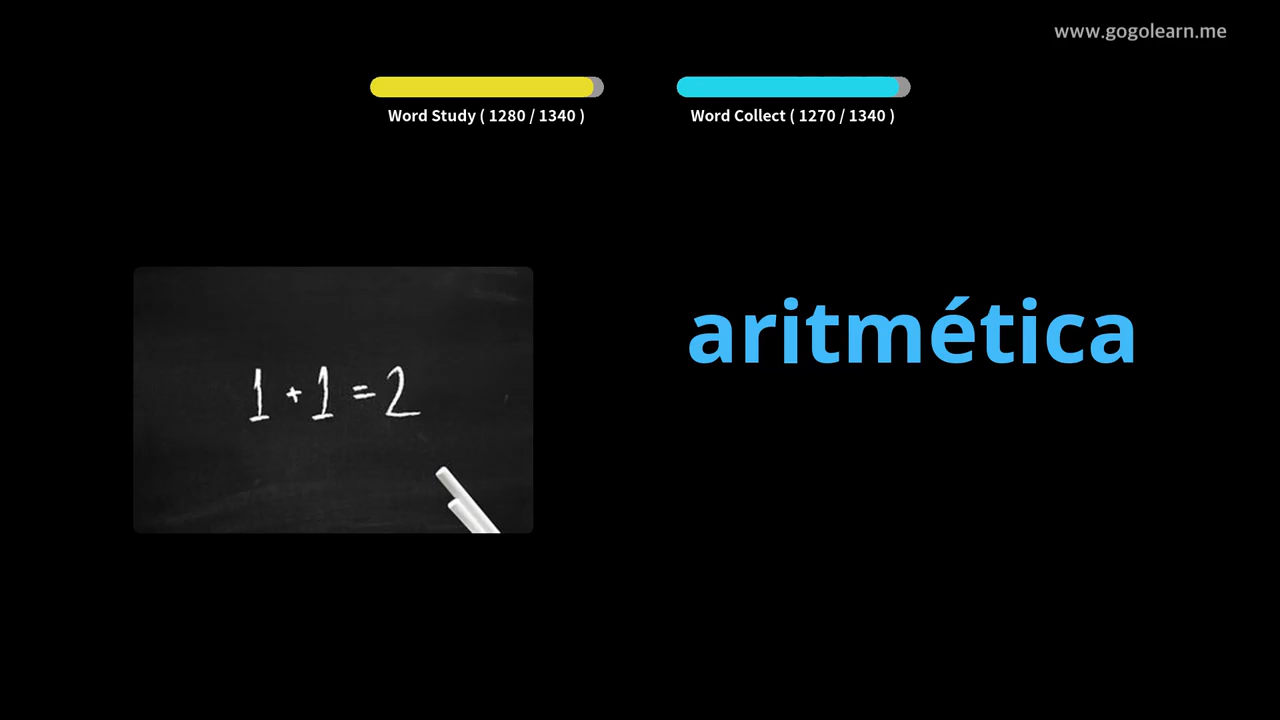 www.gogolearn.me
Word Study ( 1280 / 1340 )
Word Collect ( 1270 / 1340 )
aritmética
1 + 1 = 2